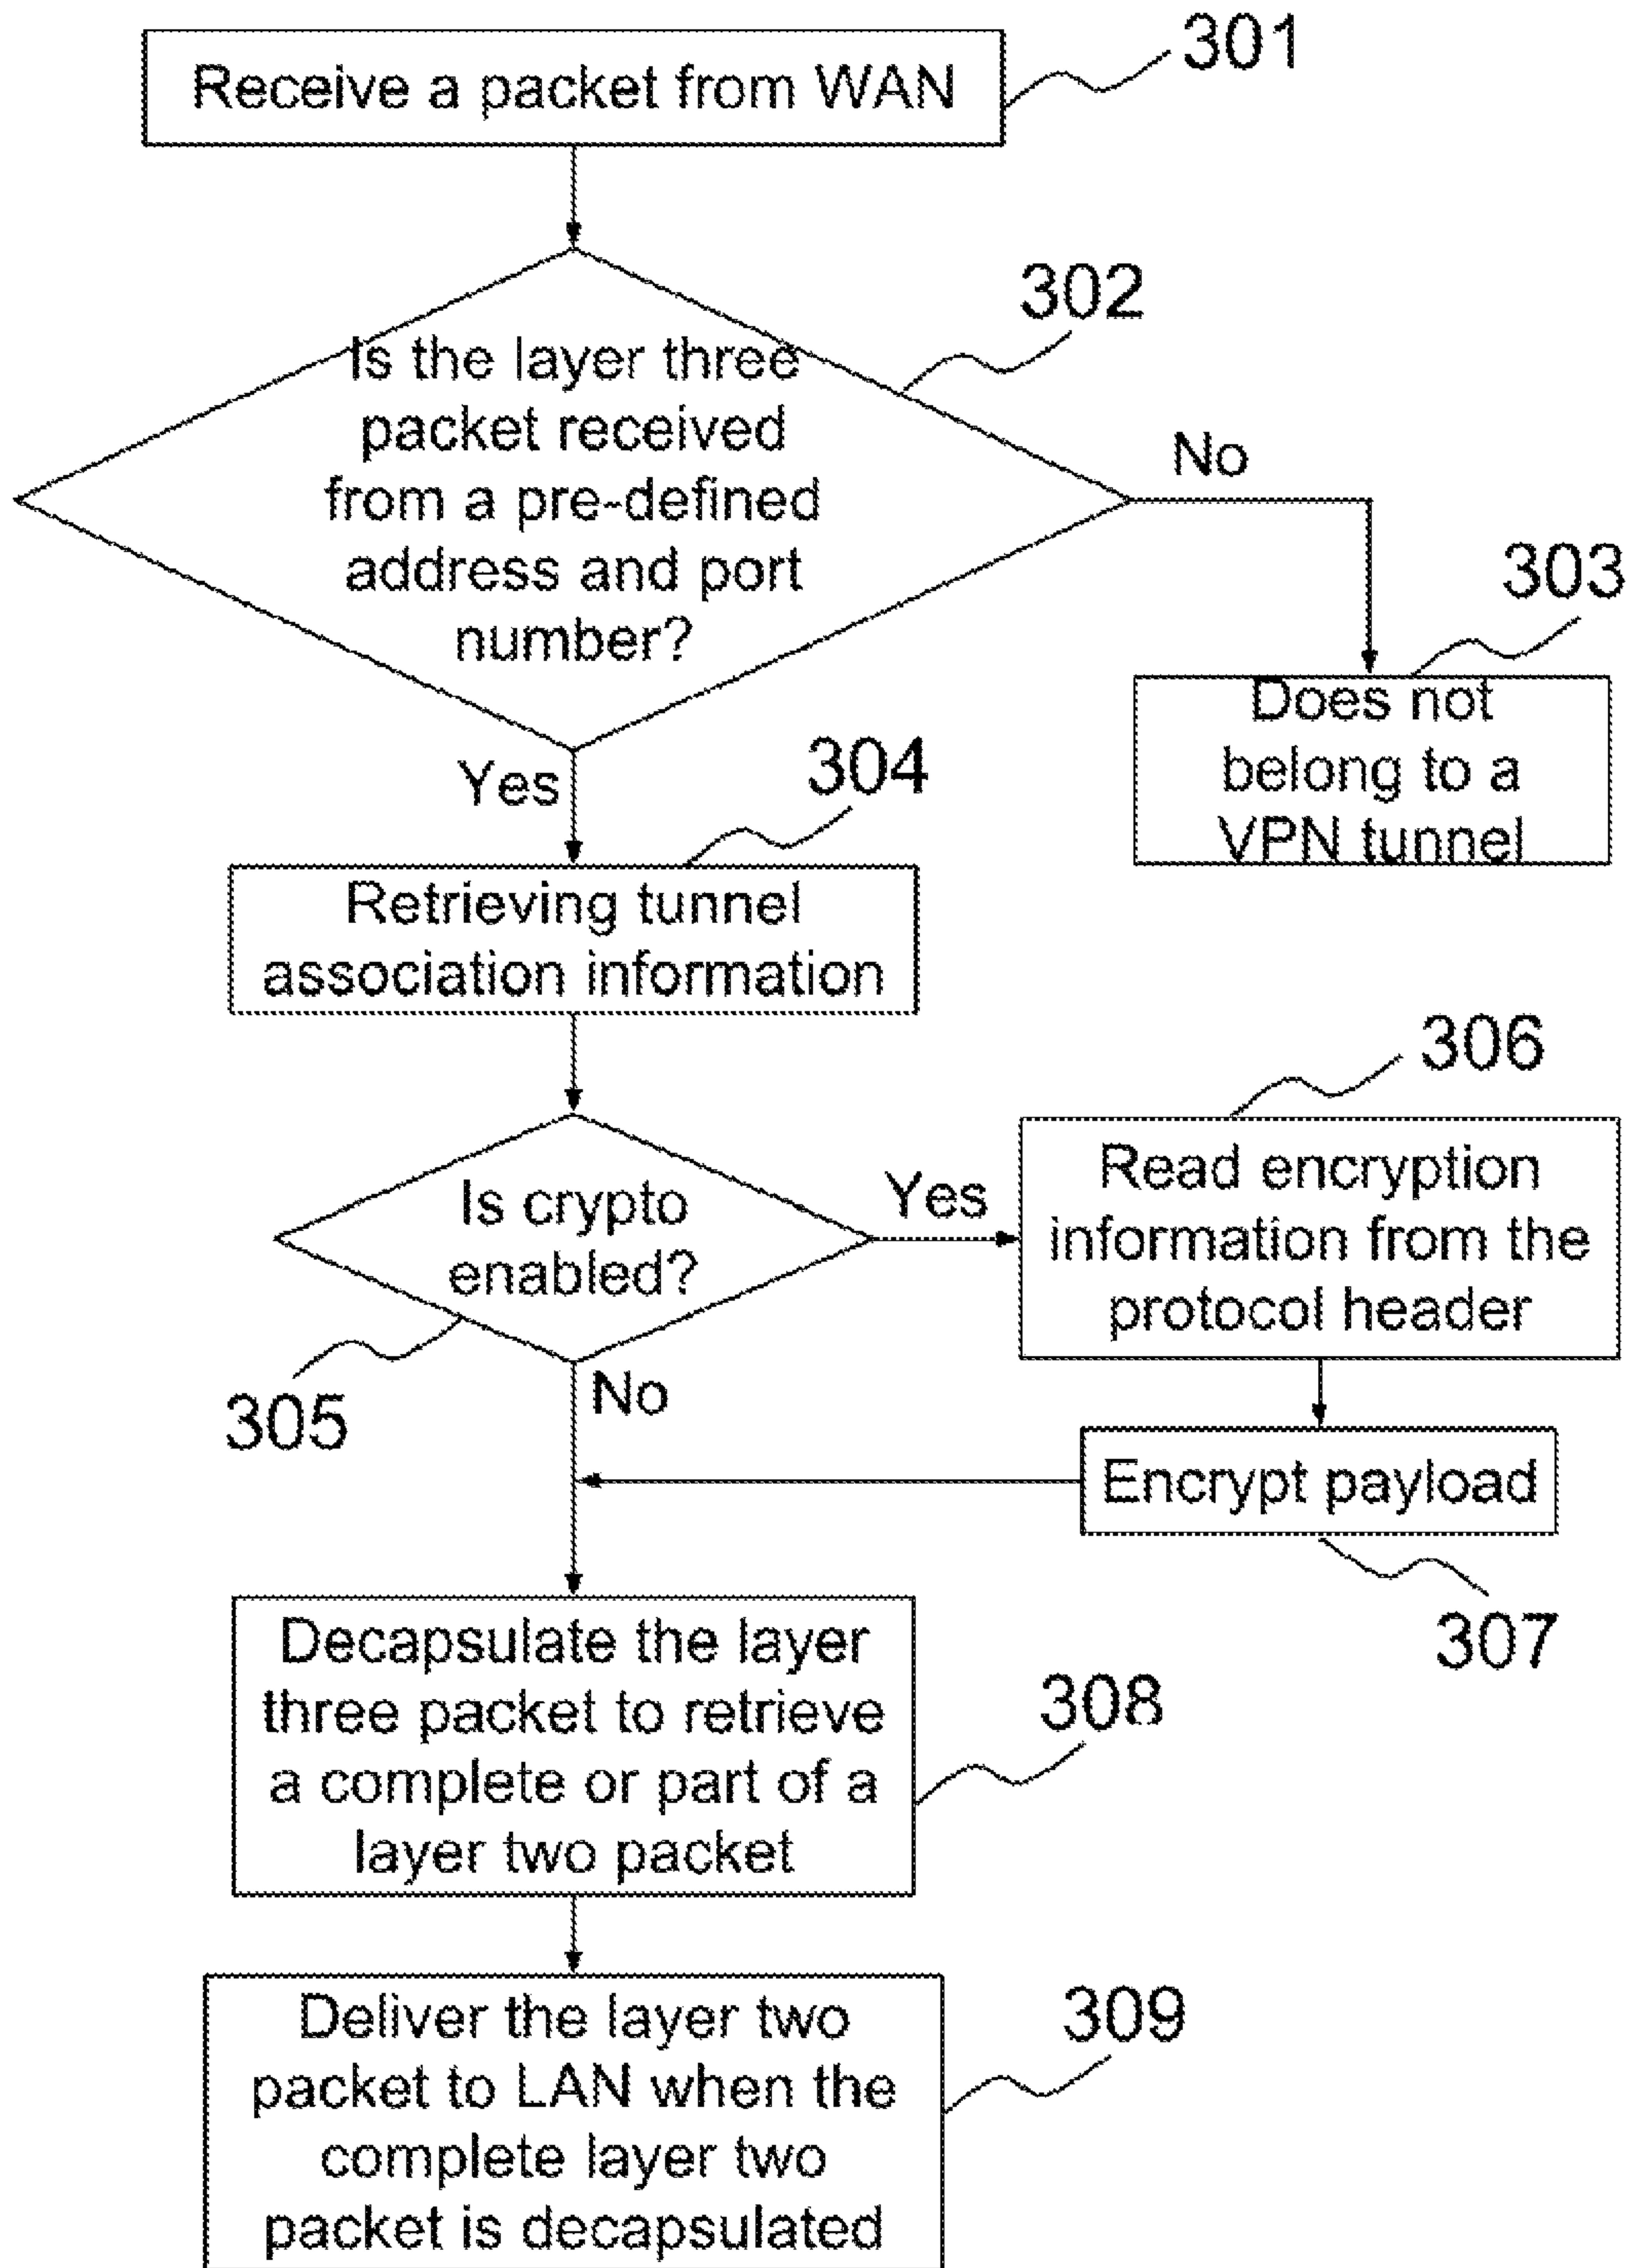 301
Receive a packet from WAN
302
Is the layer three
packet received
from a pre-defined
address and port
number?
No
303
Does not
belong to a
VPN tunnel
Yes
304
Retrieving tunnel
association information
306
Is crypto
enabled?
Yes
Read encryption
information from the
protocol header
305
No
Encrypt payload
307
Decapsulate the layer
three packet to retrieve
a complete or part of a
layer two packet
308
Deliver the layer two
packet to LAN when the
complete layer two
packet is decapsulated
309